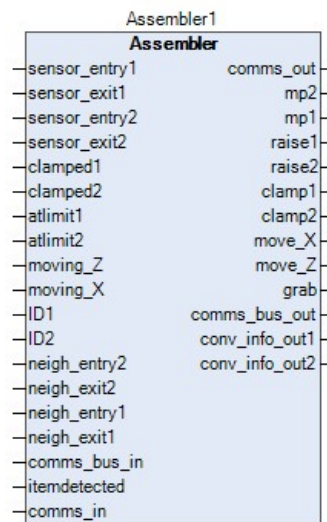 Assembler1
Assembler
sensor_entry1 comms_out
sensor_exit1 mp2
sensor_entry2 mp1
sensor_exit2 raise1
clamped1 raise2
clamped2 clamp1
atlimit1 clamp2
atlimit2 move_X
moving_Z move_Z
moving_X grab
ID1 comms_bus_out
ID2 conv_info_out1
neigh_entry2 conv_info_out2
neigh_exit2
neigh_entry1
neigh_exit1
comms_bus_in
itemdetected
comms_in